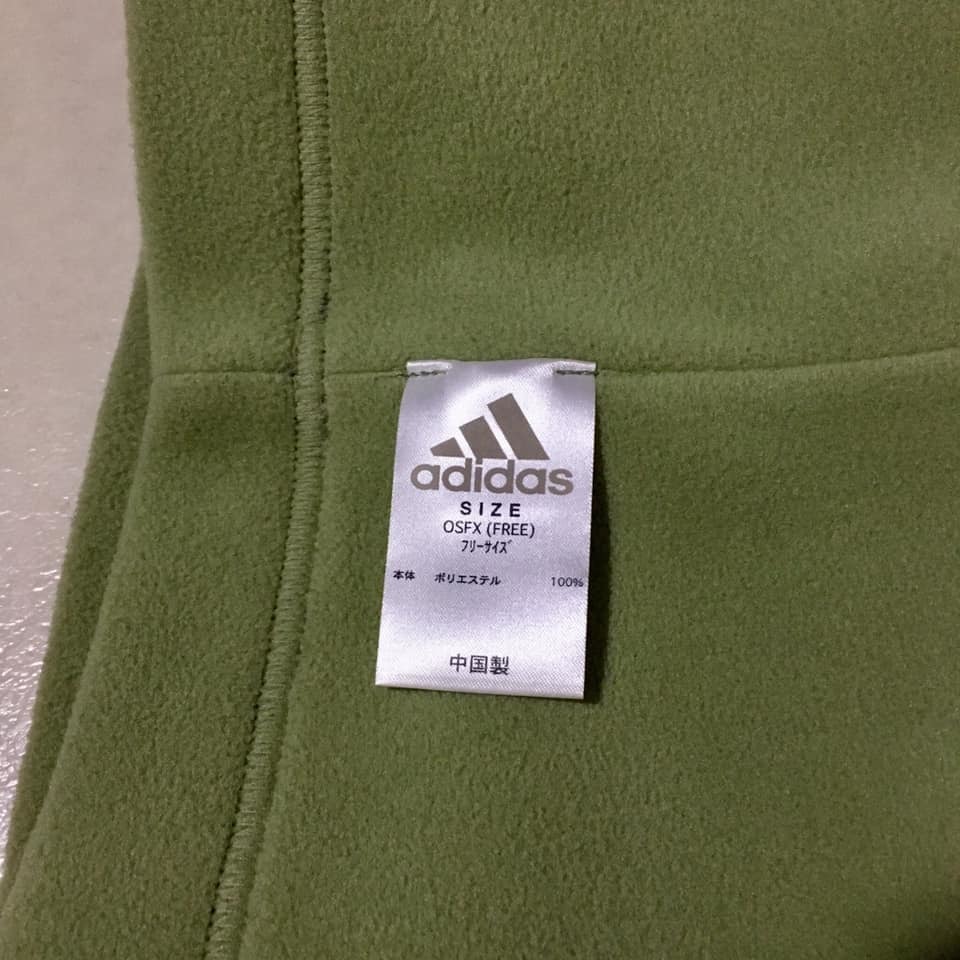 adidas
SIZE
OSFX (FREE)
ﾌﾘｰｻｲｽﾞ
本体 ポリエステル 100%
中国製